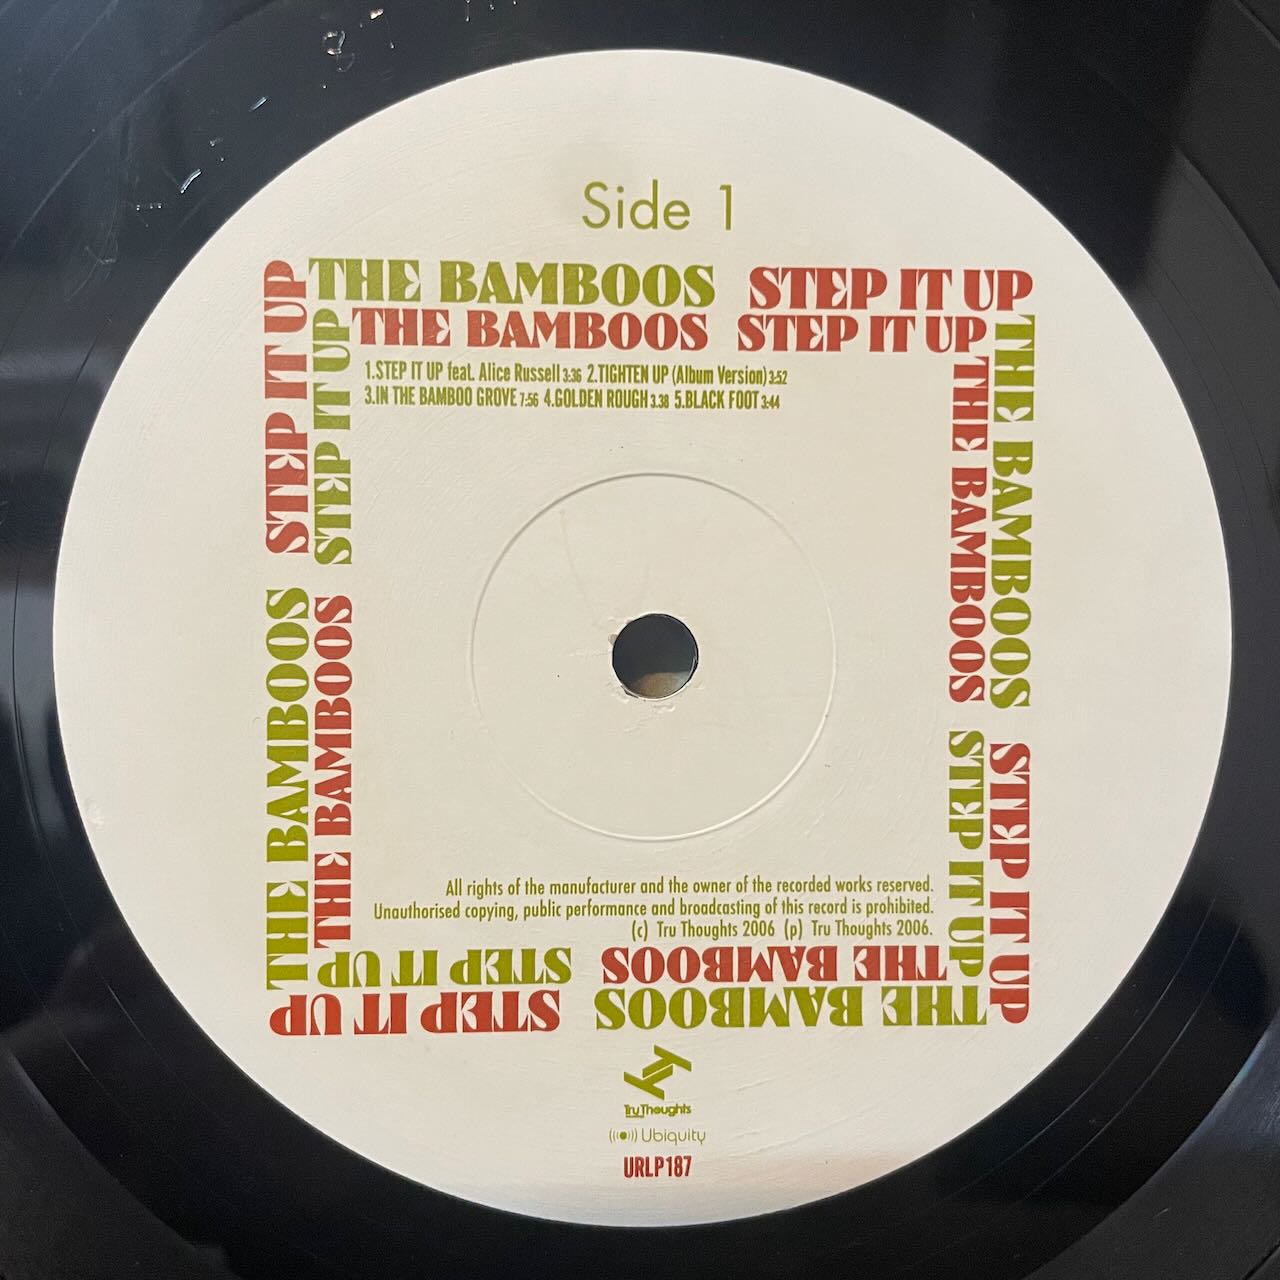 Side 1
THE BAMBOOS STEP IT UP
THE BAMBOOS STEP IT UP
1.STEP IT UP feat. Alice Russell 3:36 2.TIGHTEN UP (Album Version) 3:52
3.IN THE BAMBOO GROVE 7:56 4.GOLDEN ROUGH 3.38 5.BLACK FOOT 3:44
THE BAMBOOS STEP IT UP
THE BAMBOOS STEP IT UP
THE BAMBOOS STEP IT UP
THE BAMBOOS STEP IT UP
All rights of the manufacturer and the owner of the recorded works reserved.
Unauthorised copying, public performance and broadcasting of this record is prohibited.
(c) Tru Thoughts 2006 (p) Tru Thoughts 2006.
THE BAMBOOS STEP IT UP
THE BAMBOOS STEP IT UP
Tru Thoughts
Ubiquity
URLP187